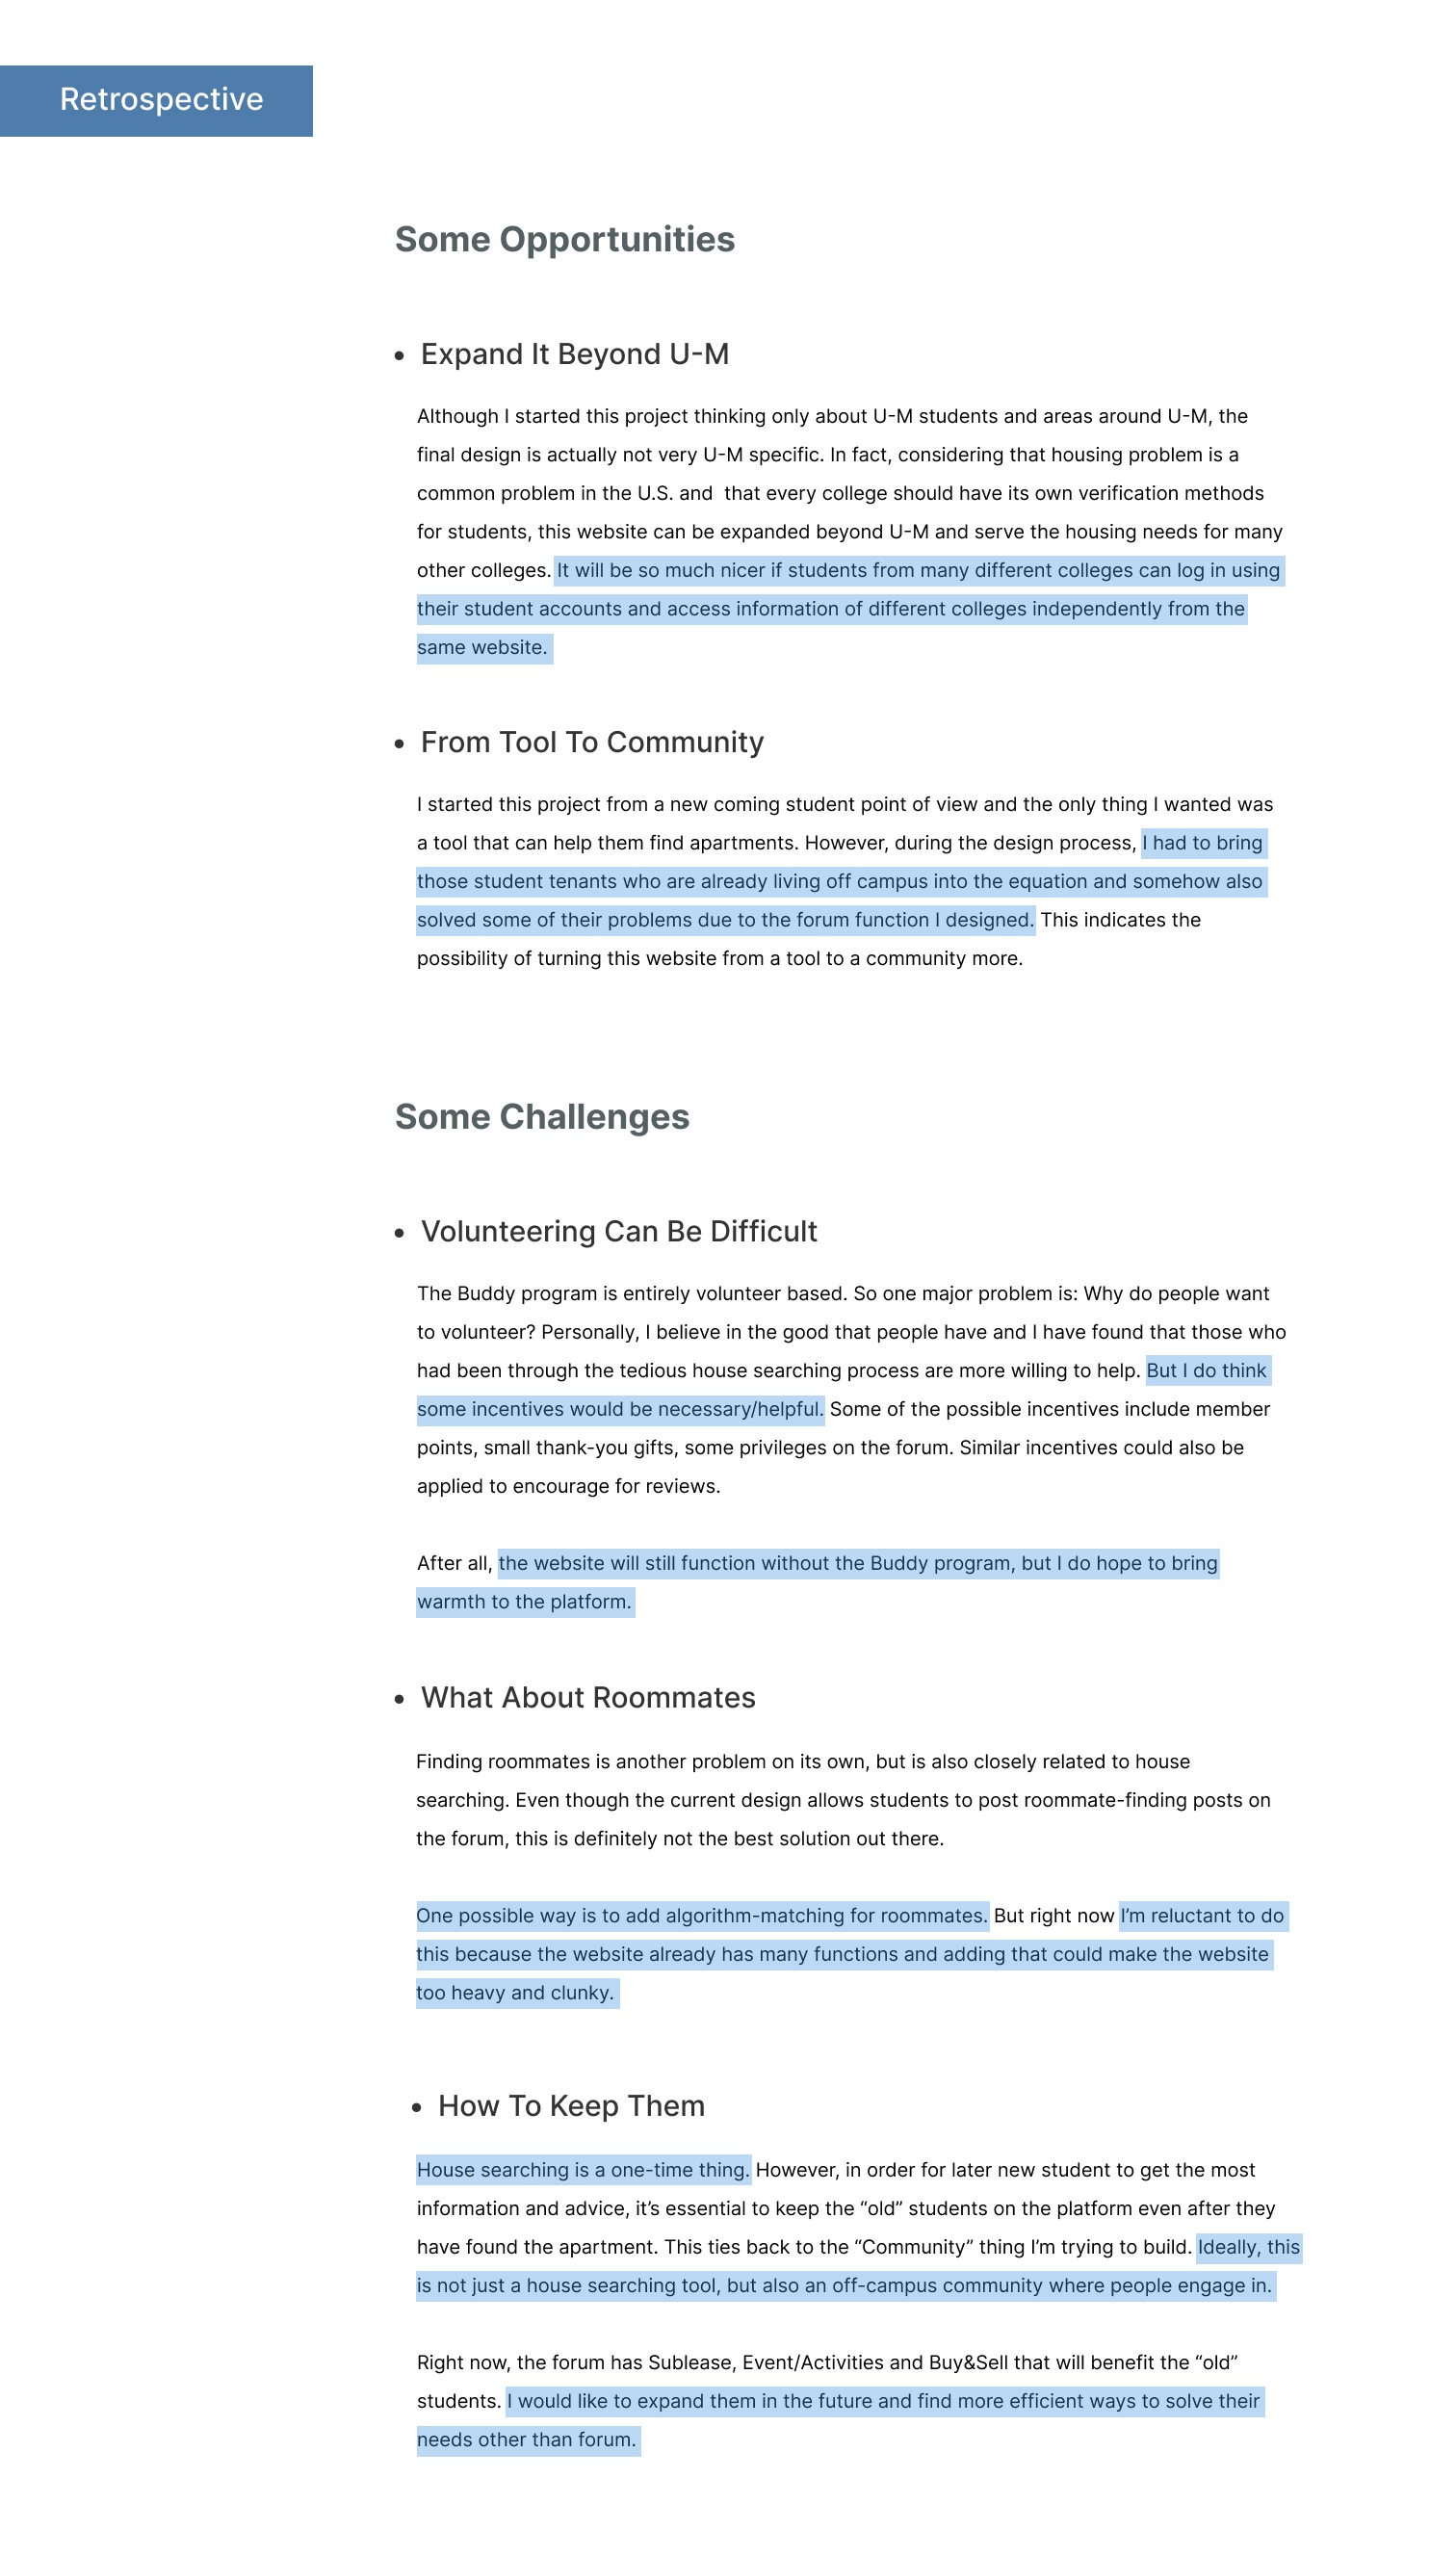 Retrospective
Some Opportunities
• Expand It Beyond U-M
Although I started this project thinking only about U-M students and areas around U-M, the
final design is actually not very U-M specific. In fact, considering that housing problem is a
common problem in the U.S. and  that every college should have its own verification methods
for students, this website can be expanded beyond U-M and serve the housing needs for many
other colleges. It will be so much nicer if students from many different colleges can log in using
their student accounts and access information of different colleges independently from the
same website.
• From Tool To Community
I started this project from a new coming student point of view and the only thing I wanted was
a tool that can help them find apartments. However, during the design process, I had to bring
those student tenants who are already living off campus into the equation and somehow also
solved some of their problems due to the forum function I designed. This indicates the
possibility of turning this website from a tool to a community more.
Some Challenges
• Volunteering Can Be Difficult
The Buddy program is entirely volunteer based. So one major problem is: Why do people want
to volunteer? Personally, I believe in the good that people have and I have found that those who
had been through the tedious house searching process are more willing to help. But I do think
some incentives would be necessary/helpful. Some of the possible incentives include member
points, small thank-you gifts, some privileges on the forum. Similar incentives could also be
applied to encourage for reviews.
After all, the website will still function without the Buddy program, but I do hope to bring
warmth to the platform.
• What About Roommates
Finding roommates is another problem on its own, but is also closely related to house
searching. Even though the current design allows students to post roommate-finding posts on
the forum, this is definitely not the best solution out there.
One possible way is to add algorithm-matching for roommates. But right now I’m reluctant to do
this because the website already has many functions and adding that could make the website
too heavy and clunky.
• How To Keep Them
House searching is a one-time thing. However, in order for later new student to get the most
information and advice, it’s essential to keep the “old” students on the platform even after they
have found the apartment. This ties back to the “Community” thing I’m trying to build. Ideally, this
is not just a house searching tool, but also an off-campus community where people engage in.
Right now, the forum has Sublease, Event/Activities and Buy&Sell that will benefit the “old”
students. I would like to expand them in the future and find more efficient ways to solve their
needs other than forum.